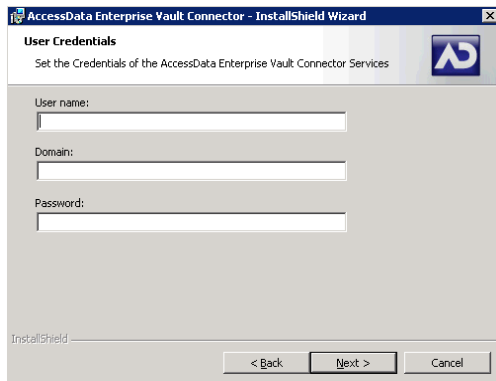 AccessData Enterprise Vault Connector - InstallShield Wizard
User Credentials
Set the Credentials of the AccessData Enterprise Vault Connector Services
User name:
Domain:
Password:
InstallShield
< Back
Next >
Cancel